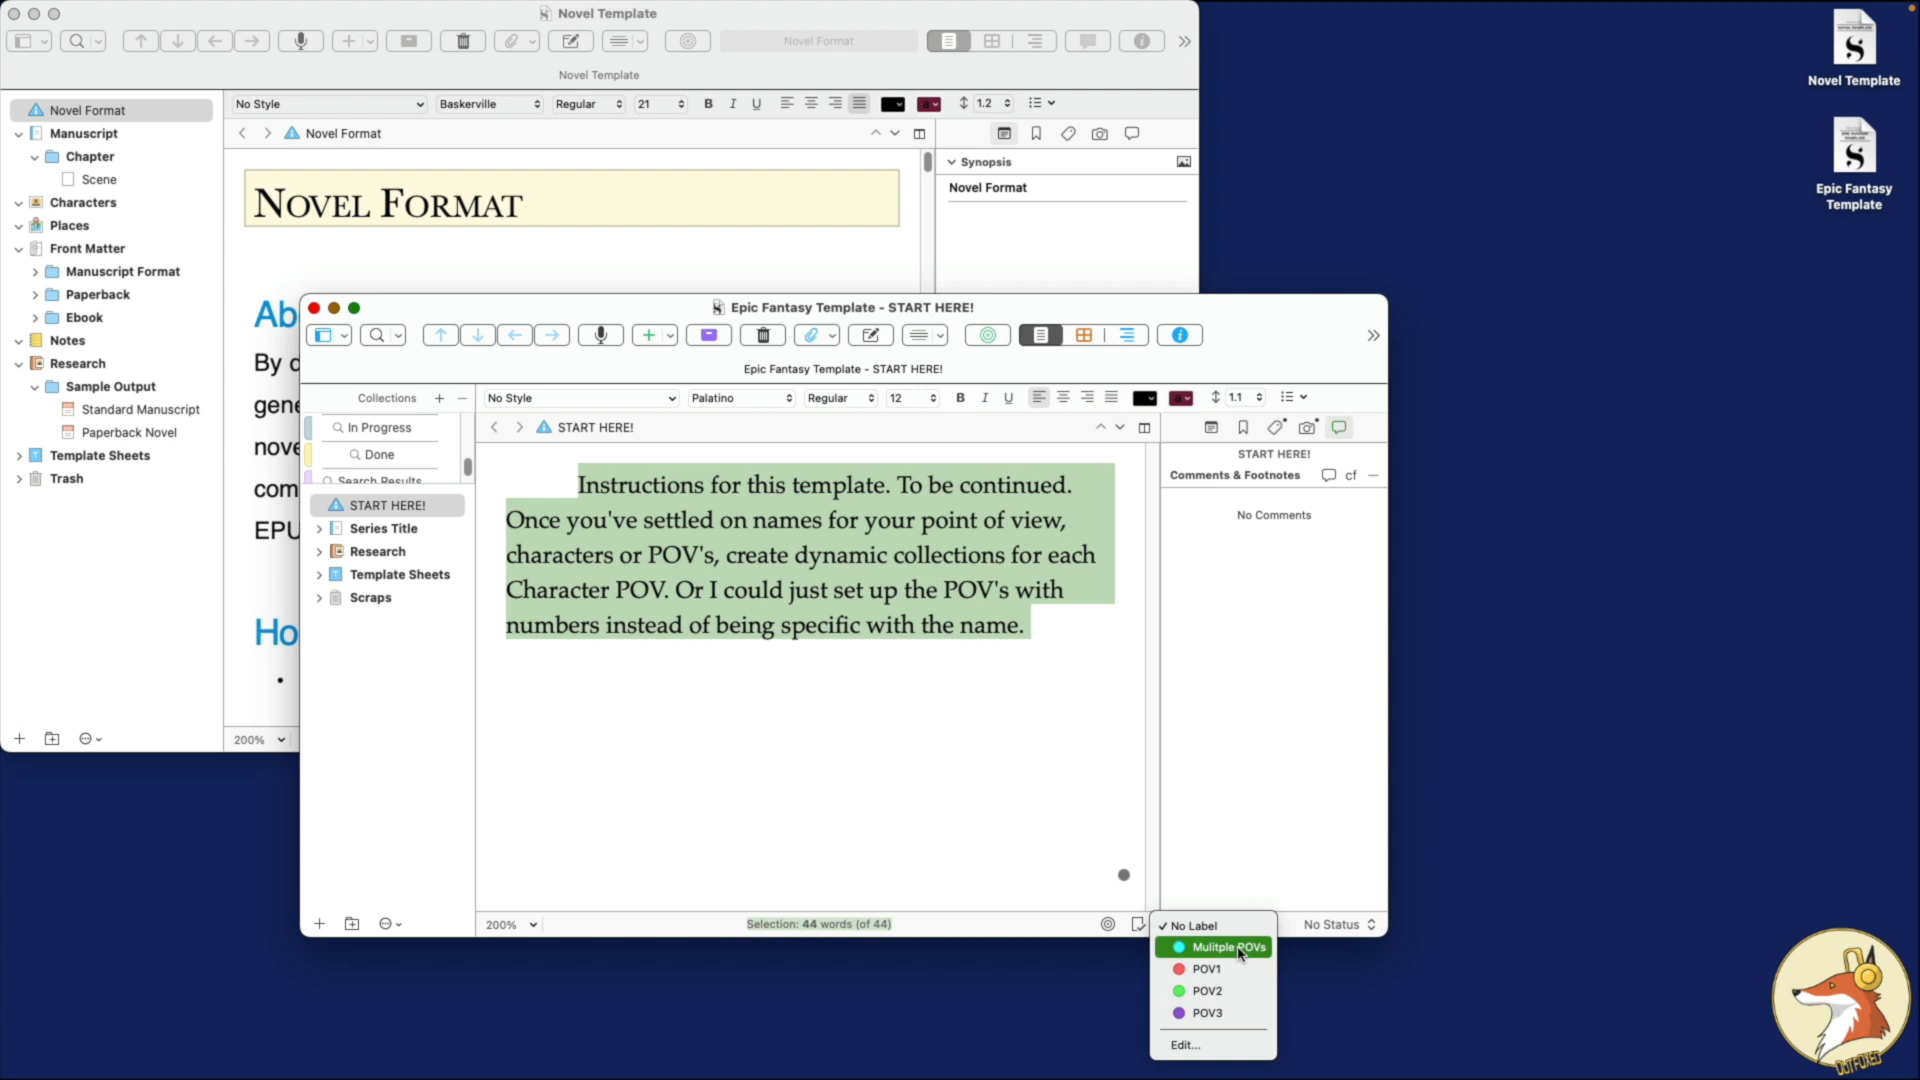 Novel Template
Novel Format
Novel Template
No Style
Baskerville
Regular
21
B
I
U
a
1.2
Novel Format
Manuscript
Chapter
Scene
Characters
Places
Front Matter
Manuscript Format
Paperback
Ebook
Notes
Research
Sample Output
Standard Manuscript
Paperback Novel
Template Sheets
Trash
Novel Format
Novel Format
Synopsis
Novel Format
Ab
By d
gene
nove
com
EPU
Ho
200%
Epic Fantasy Template - START HERE!
Epic Fantasy Template - START HERE!
Collections
No Style
Palatino
Regular
12
B
I
U
a
1.1
In Progress
Done
Search Results
START HERE!
Series Title
Research
Template Sheets
Scraps
START HERE!
Instructions for this template. To be continued.
Once you've settled on names for your point of view,
characters or POV's, create dynamic collections for each
Character POV. Or I could just set up the POV's with
numbers instead of being specific with the name.
START HERE!
Comments & Footnotes
cf
No Comments
200%
Selection: 44 words (of 44)
No Status
No Label
Mulitple POVs
POV1
POV2
POV3
Edit...
Novel Template
Epic Fantasy
Template
OUTFOXED